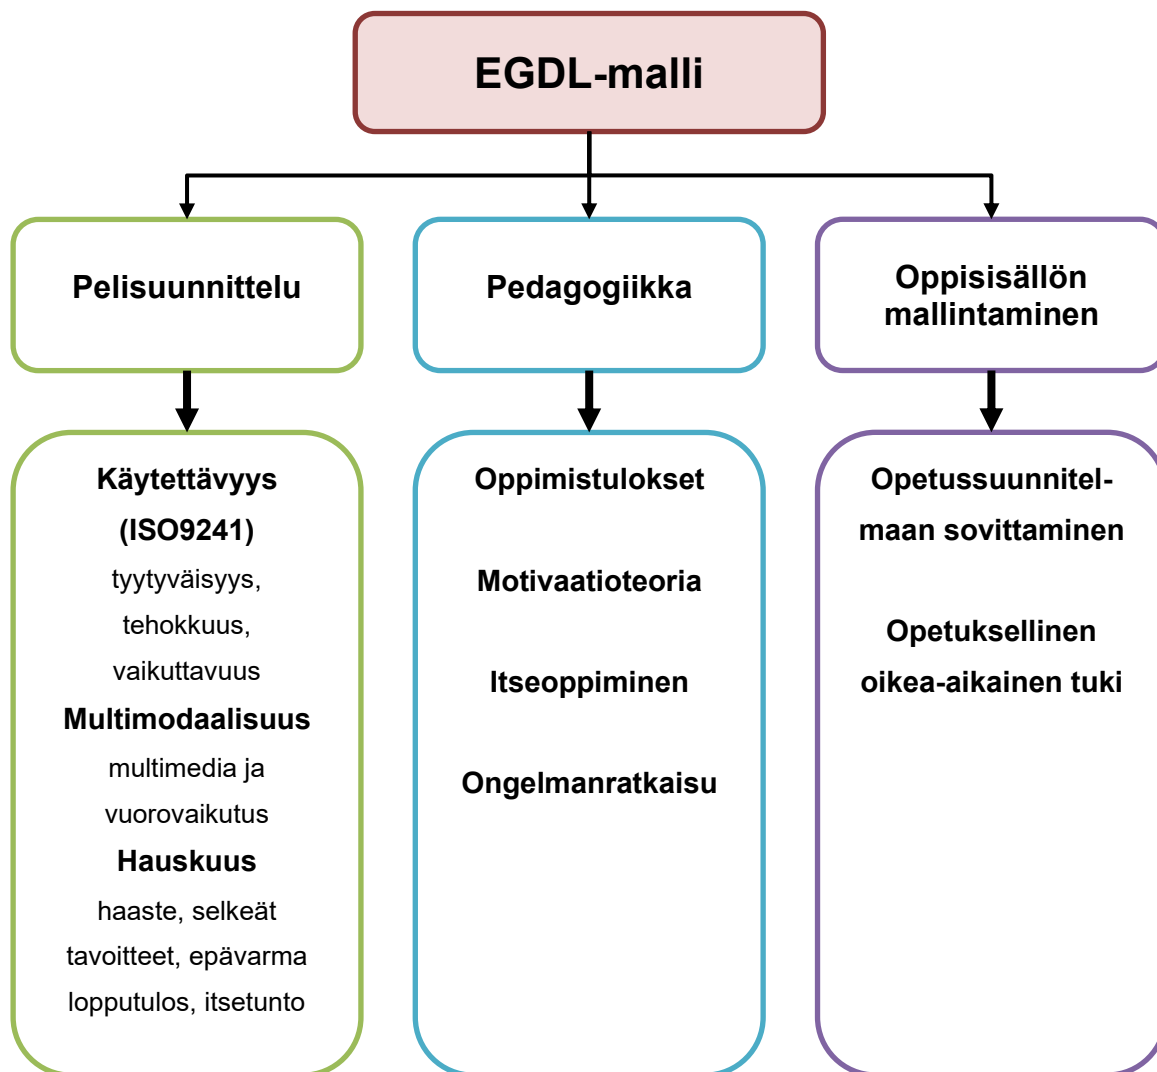 EGDL-malli
Pelisuunnittelu
Pedagogiikka
Oppisisällön
mallintaminen
Käytettävyys
(ISO9241)
tyytyväisyys,
tehokkuus,
vaikuttavuus
Multimodaalisuus
multimedia ja
vuorovaikutus
Hauskuus
haaste, selkeät
tavoitteet, epävarma
lopputulos, itsetunto
Oppimistulokset
Motivaatioteoria
Itseoppiminen
Ongelmanratkaisu
Opetussuunnitel-
maan sovittaminen
Opetuksellinen
oikea-aikainen tuki